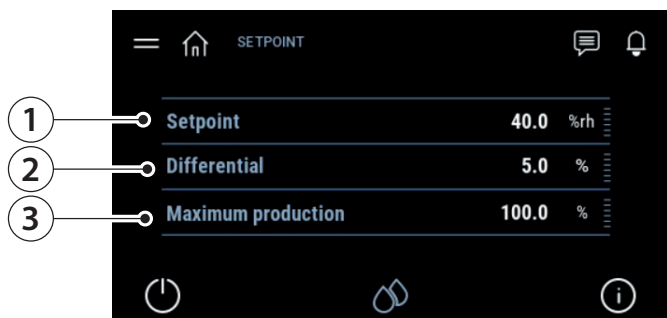 SETPOINT
1 Setpoint 40.0 %rh
2 Differential 5.0 %
3 Maximum production 100.0 %